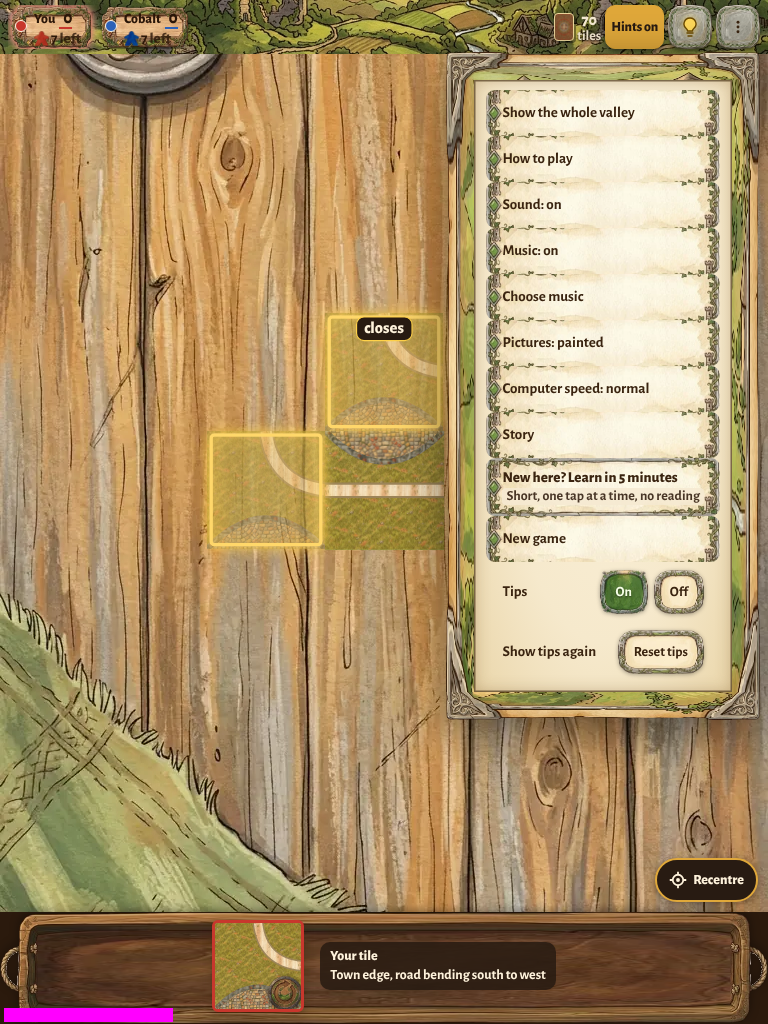 You 0
7 left
Cobalt 0
7 left
70
tiles
Hints on
Show the whole valley
How to play
Sound: on
Music: on
Choose music
Pictures: painted
Computer speed: normal
Story
New here? Learn in 5 minutes
Short, one tap at a time, no reading
New game
Tips
On
Off
Show tips again
Reset tips
closes
Recentre
Your tile
Town edge, road bending south to west